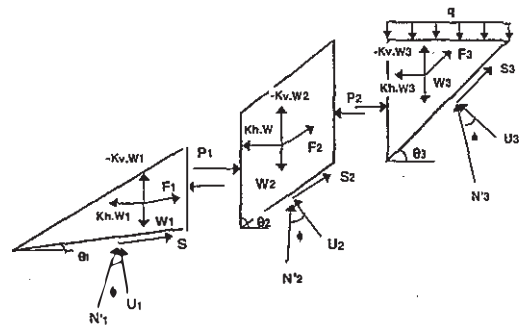 q
-Kv.W3
F3
S3
Kh.W3
W3
P2
θ3
ϕ
U3
N'3
-Kv.W2
Kh.W
F2
W2
S2
θ2
ϕ
U2
N'2
P1
-Kv.W1
F1
Kh.W1
W1
S
θ1
ϕ
U1
N'1